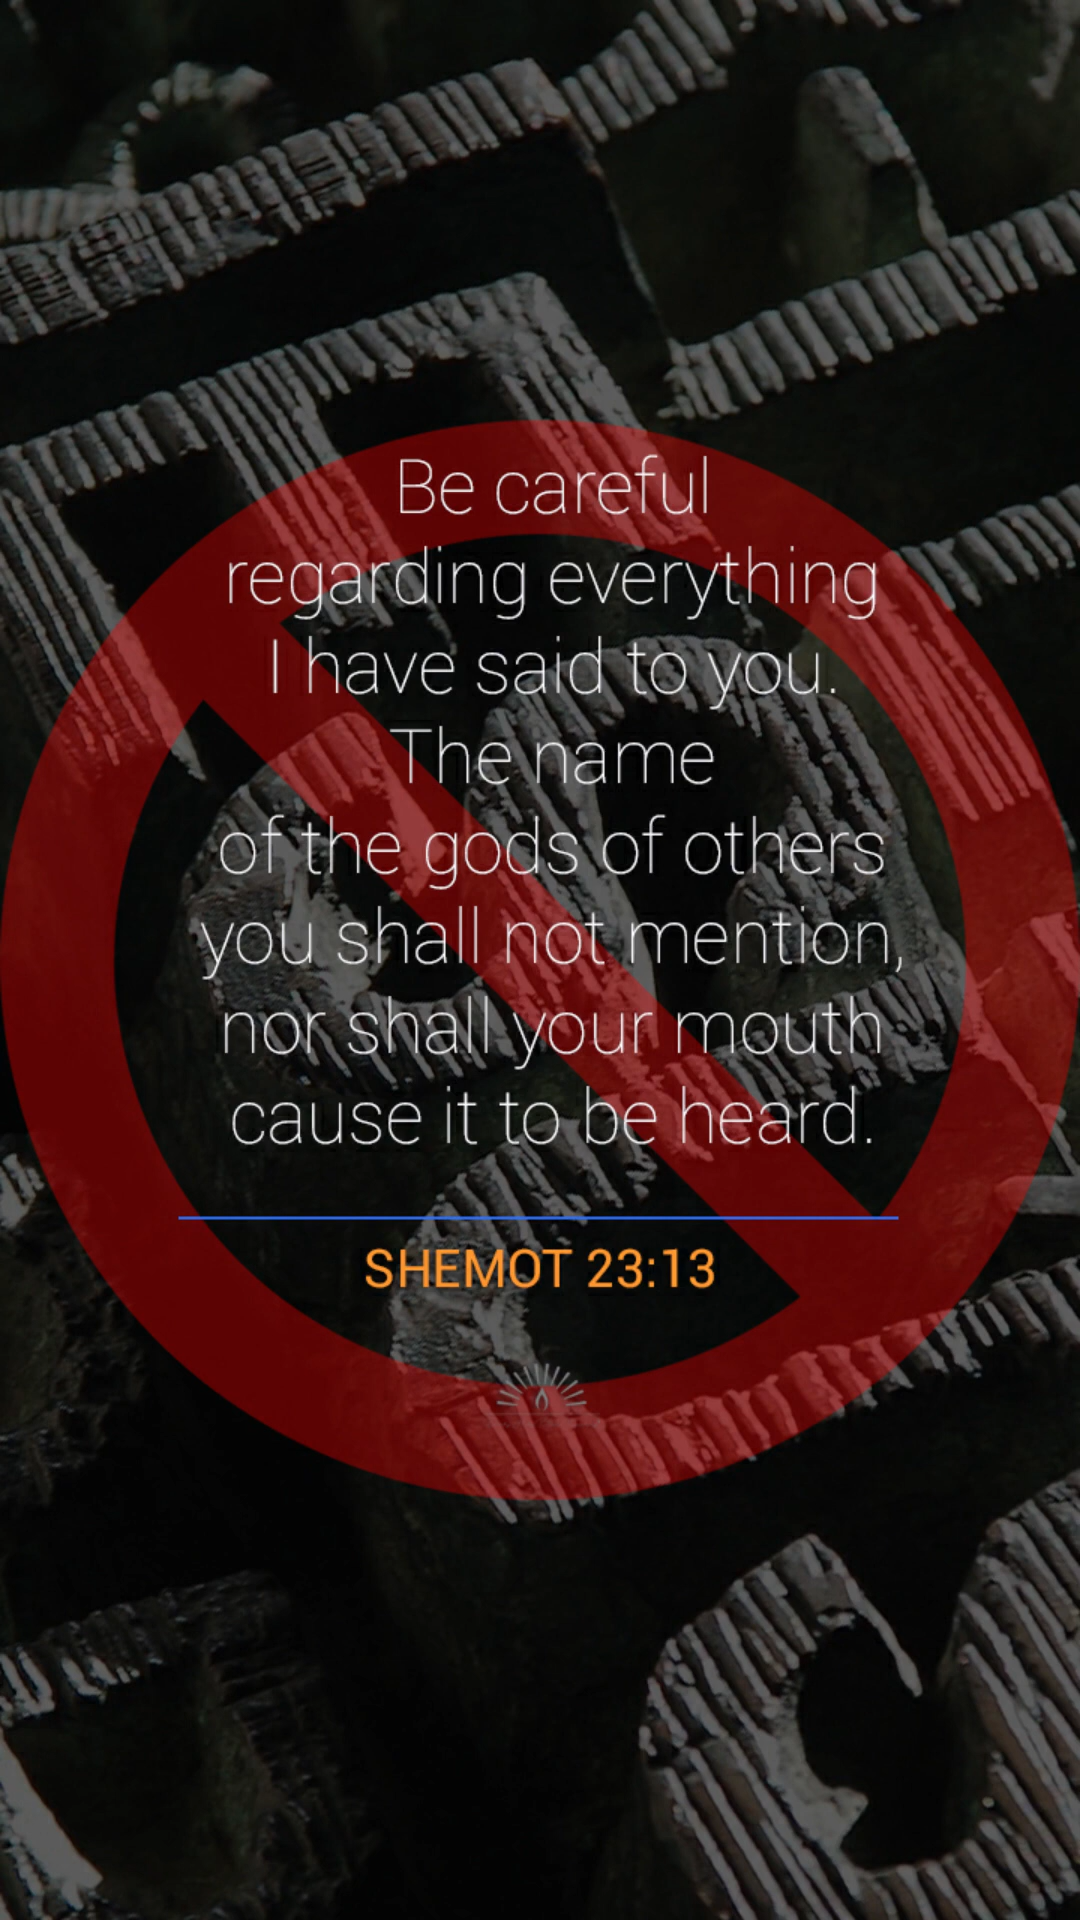 Be careful
regarding everything
I have said to you.
The name
of the gods of others
you shall not mention,
nor shall your mouth
cause it to be heard.
SHEMOT 23:13